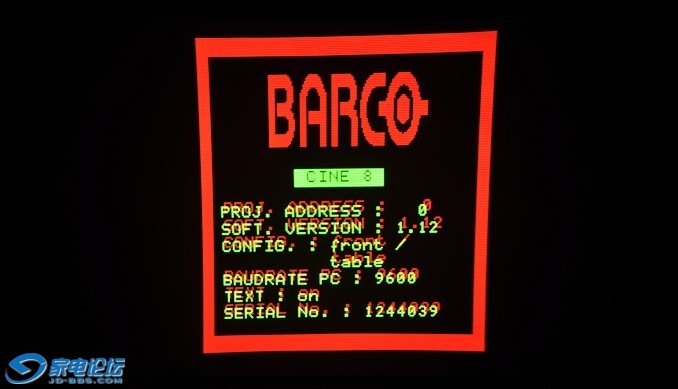 BARCO
CINE 8
PROJ. ADDRESS : 0
SOFT. VERSION : 1.12
CONFIG. : front /
table
BAUDRATE PC : 9600
TEXT : on
SERIAL No. : 1244039
家电论坛
JD-BBS.COM